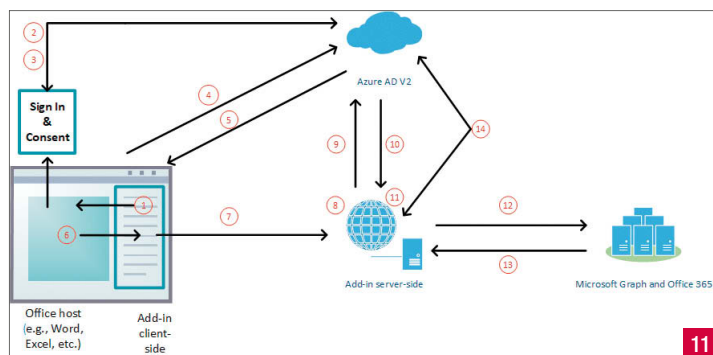 2
3
Sign In
&
Consent
4
5
Azure AD V2
9
10
14
1
6
7
8
11
12
13
Office host
(e.g., Word,
Excel, etc.)
Add-in
client-
side
Add-in server-side
Microsoft Graph and Office 365
11